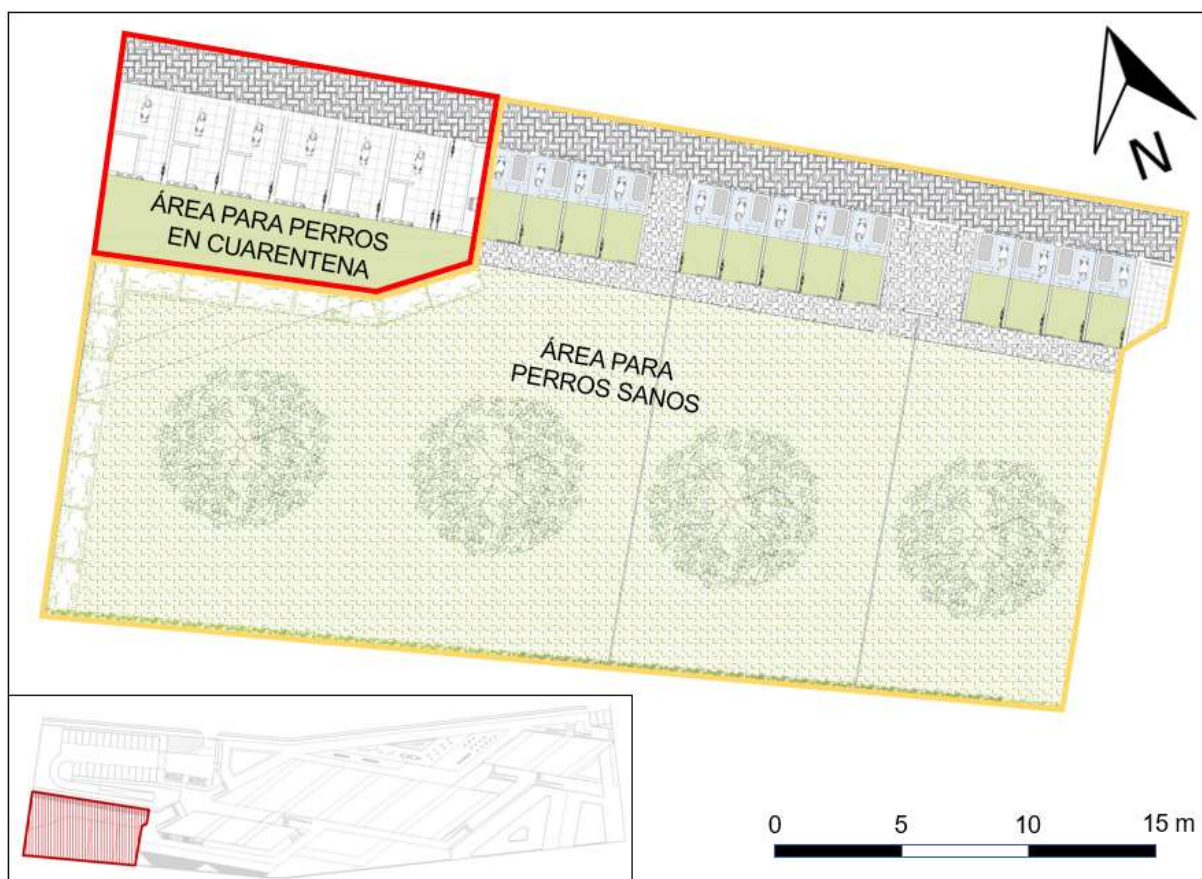 N
ÁREA PARA PERROS
EN CUARENTENA
ÁREA PARA
PERROS SANOS
0 5 10 15 m